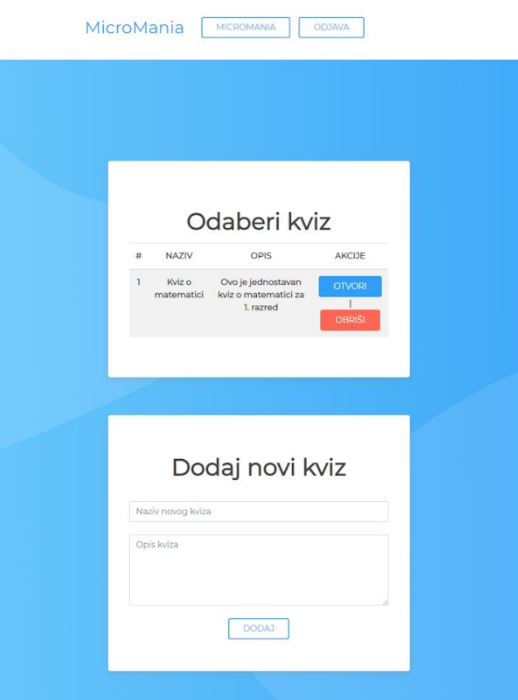 MicroMania
MICROMANIA
ODJAVA
Odaberi kviz
# NAZIV OPIS AKCIJE
1
Kviz o
matematici
Ovo je jednostavan
kviz o matematici za
1. razred
OTVORI
|
OBRIŠI
Dodaj novi kviz
Naziv novog kviza
Opis kviza
DODAJ